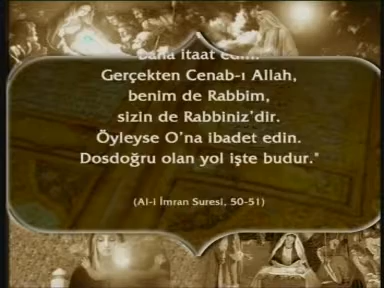 Bana itaat edin.
Gerçekten Cenab-ı Allah,
benim de Rabbim,
sizin de Rabbiniz'dir.
Öyleyse O'na ibadet edin.
Dosdoğru olan yol işte budur."
(Al-i İmran Suresi, 50-51)